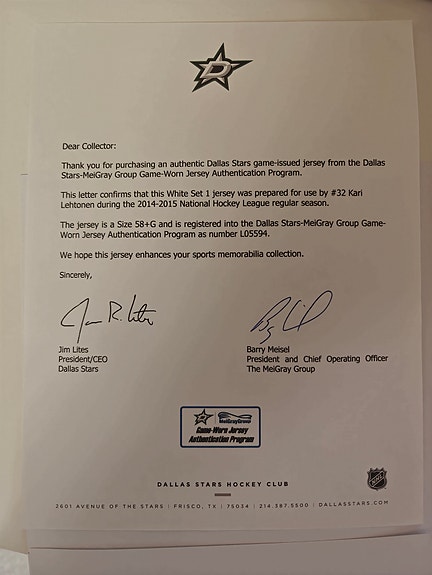 D
Dear Collector:
Thank you for purchasing an authentic Dallas Stars game-issued jersey from the Dallas
Stars-MeiGray Group Game-Worn Jersey Authentication Program.
This letter confirms that this White Set 1 jersey was prepared for use by #32 Kari
Lehtonen during the 2014-2015 National Hockey League regular season.
The jersey is a Size 58+G and is registered into the Dallas Stars-MeiGray Group Game-
Worn Jersey Authentication Program as number L05594.
We hope this jersey enhances your sports memorabilia collection.
Sincerely,
Jim Lites
President/CEO
Dallas Stars
Barry Meisel
President and Chief Operating Officer
The MeiGray Group
D MeiGrayGroup
Game-Worn Jersey
Authentication Program
DALLAS STARS HOCKEY CLUB
NHL
2601 AVENUE OF THE STARS | FRISCO, TX | 75034 | 214.387.5500 | DALLASSTARS.COM